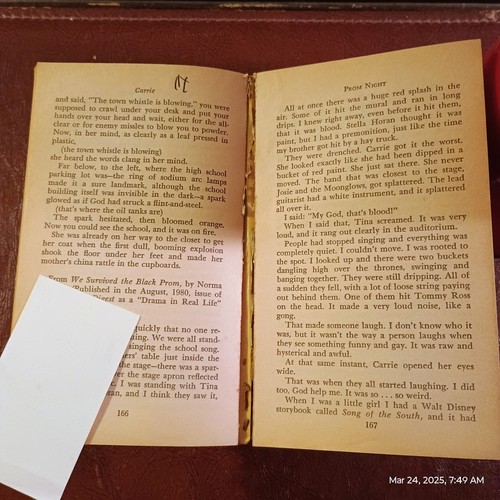 Carrie
and said, "The town whistle is blowing," you were
supposed to crawl under your desk and put your
hands over your head and wait, either for the all-
clear or for enemy missles to blow you to powder.
Now, in her mind, as clearly as a leaf pressed in
plastic,
(the town whistle is blowing)
she heard the words clang in her mind.
Far below, to the left, where the high school
parking lot was—the ring of sodium arc lamps
made it a sure landmark, although the school
building itself was invisible in the dark—a spark
glowed as if God had struck a flint-and-steel.
(that's where the oil tanks are)
The spark hesitated, then bloomed orange.
Now you could see the school, and it was on fire.
She was already on her way to the closet to get
her coat when the first dull, booming explosion
shook the floor under her feet and made her
mother's china rattle in the cupboards.
From We Survived the Black Prom, by Norma
(Published in the August, 1980, issue of
Digest as a "Drama in Real Life"
quickly that no one re-
ning. We were all stand-
singing the school song.
ers' table just inside the
the stage—there was a spar-
ver the stage apron reflected
I was standing with Tina
ean, and I think they saw it,
166
PROM NIGHT
All at once there was a huge red splash in the
air. Some of it hit the mural and ran in long
drips. I knew right away, even before it hit them,
that it was blood. Stella Horan thought it was
paint, but I had a premonition, just like the time
my brother got hit by a hay truck.
They were drenched. Carrie got it the worst.
She looked exactly like she had been dipped in a
bucket of red paint. She just sat there. She never
moved. The band that was closest to the stage,
Josie and the Moonglows, got splattered. The lead
guitarist had a white instrument, and it splattered
all over it.
I said: "My God, that's blood!"
When I said that, Tina screamed. It was very
loud, and it rang out clearly in the auditorium.
People had stopped singing and everything was
completely quiet. I couldn't move. I was rooted to
the spot. I looked up and there were two buckets
dangling high over the thrones, swinging and
banging together. They were still dripping. All of
a sudden they fell, with a lot of loose string paying
out behind them. One of them hit Tommy Ross
on the head. It made a very loud noise, like a
gong.
That made someone laugh. I don't know who it
was, but it wasn't the way a person laughs when
they see something funny and gay. It was raw and
hysterical and awful.
At that same instant, Carrie opened her eyes
wide.
That was when they all started laughing. I did
too, God help me. It was so . . . so weird.
When I was a little girl I had a Walt Disney
storybook called Song of the South, and it had
167
Mar 24, 2025, 7:49 AM